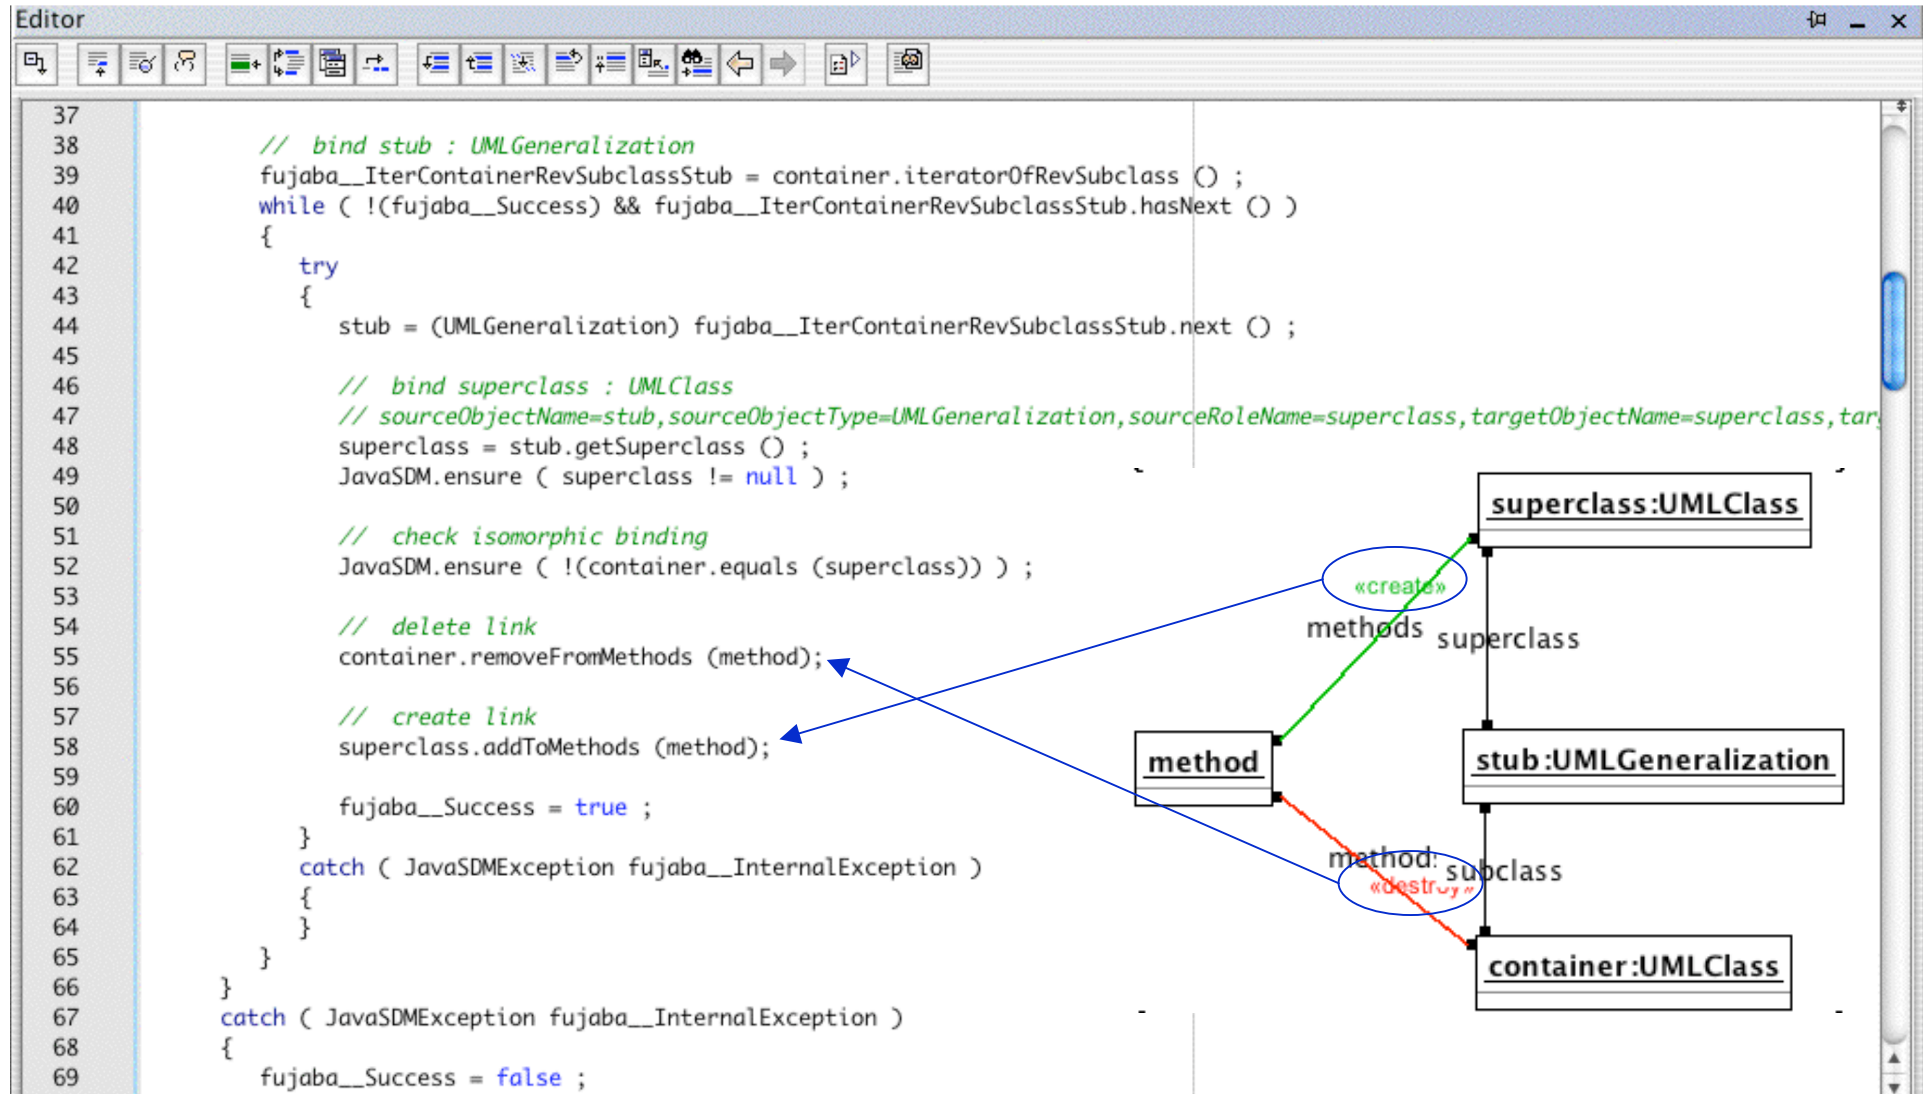 Editor
37
38 //  bind stub : UMLGeneralization
39 fujaba__IterContainerRevSubclassStub = container.iteratorOfRevSubclass () ;
40 while ( !(fujaba__Success) && fujaba__IterContainerRevSubclassStub.hasNext () )
41 {
42 try
43 {
44 stub = (UMLGeneralization) fujaba__IterContainerRevSubclassStub.next () ;
45
46 //  bind superclass : UMLClass
47 // sourceObjectName=stub,sourceObjectType=UMLGeneralization,sourceRoleName=superclass,targetObjectName=superclass,tar
48 superclass = stub.getSuperclass () ;
49 JavaSDM.ensure ( superclass != null ) ;
50
51 //  check isomorphic binding
52 JavaSDM.ensure ( !(container.equals (superclass)) ) ;
53
54 //  delete link
55 container.removeFromMethods (method);
56
57 //  create link
58 superclass.addToMethods (method);
59
60 fujaba__Success = true ;
61 }
62 catch ( JavaSDMException fujaba__InternalException )
63 {
64 }
65 }
66 }
67 catch ( JavaSDMException fujaba__InternalException )
68 {
69 fujaba__Success = false ;
superclass:UMLClass
«create»
methods
superclass
method
stub:UMLGeneralization
method
subclass
«destroy»
container:UMLClass